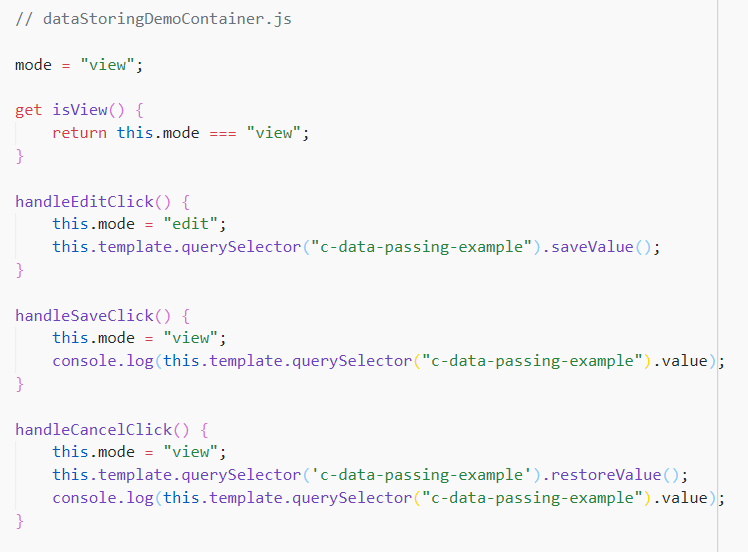 // dataStoringDemoContainer.js
mode = "view";
get isView() {
return this.mode === "view";
}
handleEditClick() {
this.mode = "edit";
this.template.querySelector("c-data-passing-example").saveValue();
}
handleSaveClick() {
this.mode = "view";
console.log(this.template.querySelector("c-data-passing-example").value);
}
handleCancelClick() {
this.mode = "view";
this.template.querySelector('c-data-passing-example').restoreValue();
console.log(this.template.querySelector("c-data-passing-example").value);
}